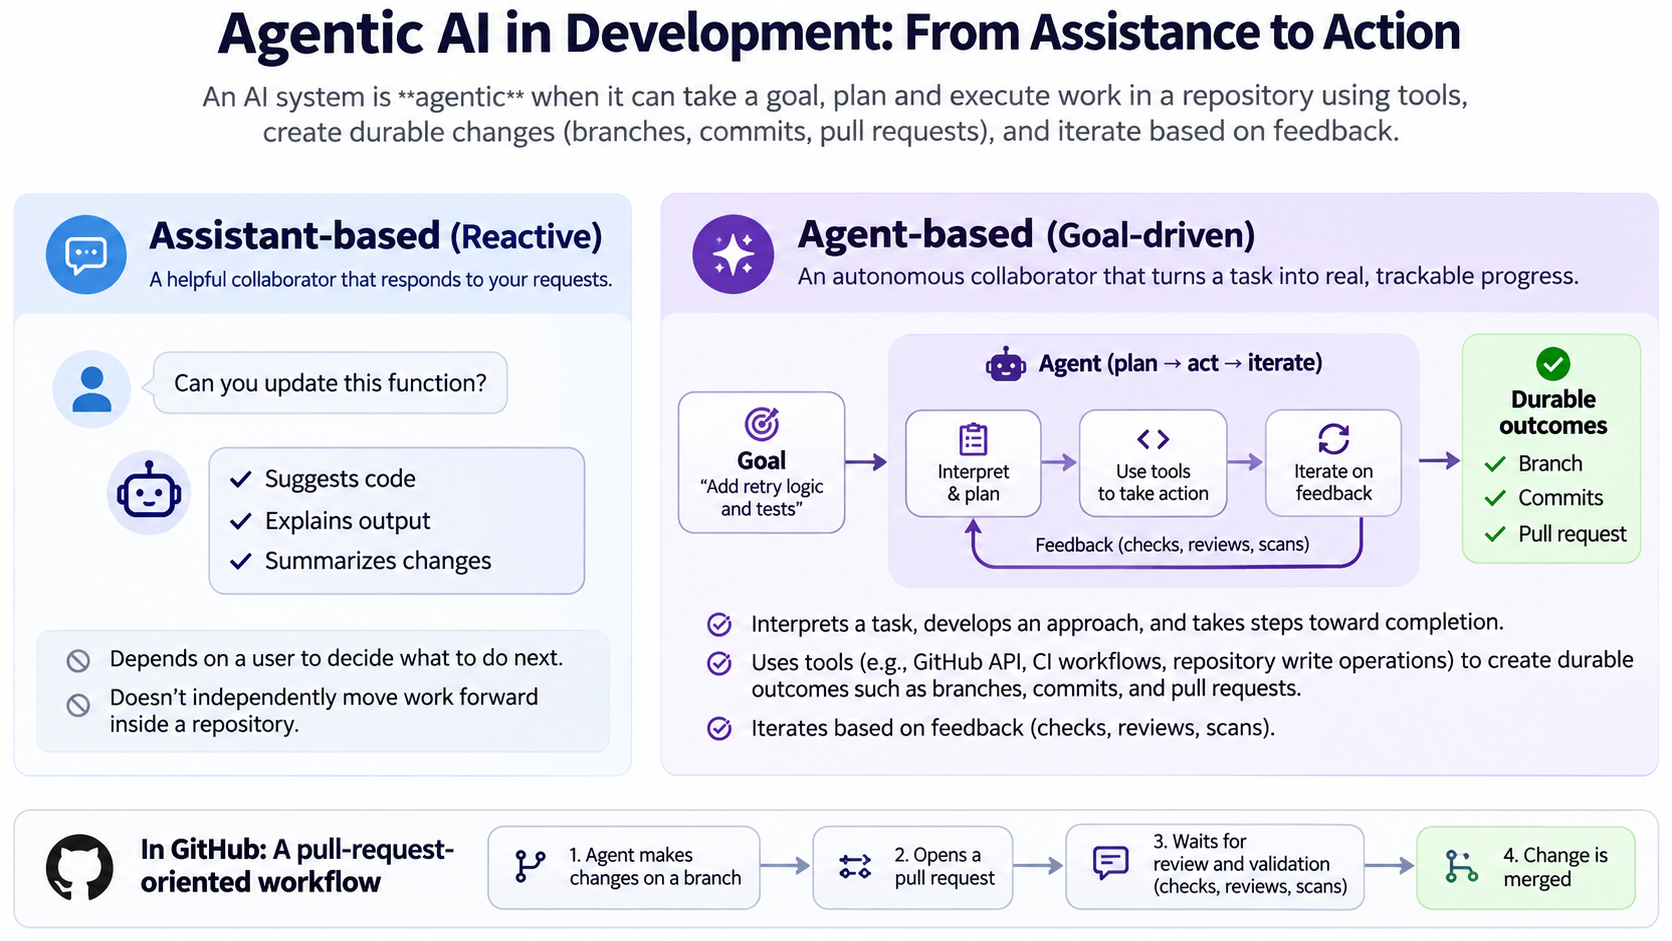 Agentic AI in Development: From Assistance to Action
An AI system is **agentic** when it can take a goal, plan and execute work in a repository using tools,
create durable changes (branches, commits, pull requests), and iterate based on feedback.
Assistant-based (Reactive)
A helpful collaborator that responds to your requests.
Can you update this function?
Suggests code
Explains output
Summarizes changes
Depends on a user to decide what to do next.
Doesn't independently move work forward
inside a repository.
Agent-based (Goal-driven)
An autonomous collaborator that turns a task into real, trackable progress.
Goal
“Add retry logic
and tests”
Agent (plan → act → iterate)
Interpret
& plan
Use tools
to take action
Iterate on
feedback
Feedback (checks, reviews, scans)
Durable
outcomes
Branch
Commits
Pull request
Interprets a task, develops an approach, and takes steps toward completion.
Uses tools (e.g., GitHub API, CI workflows, repository write operations) to create durable
outcomes such as branches, commits, and pull requests.
Iterates based on feedback (checks, reviews, scans).
In GitHub: A pull-request-
oriented workflow
1. Agent makes
changes on a branch
2. Opens a
pull request
3. Waits for
review and validation
(checks, reviews, scans)
4. Change is
merged